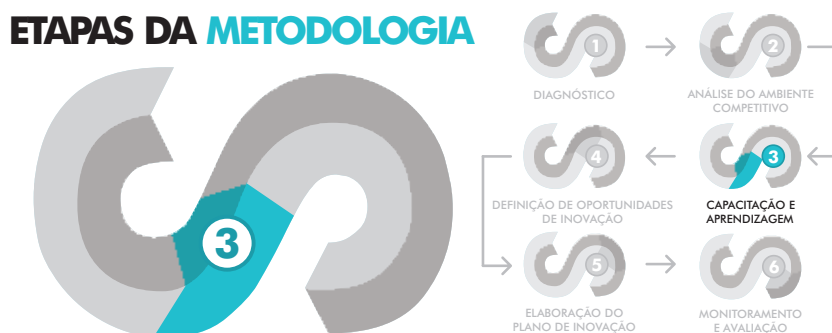 ETAPAS DA METODOLOGIA
3
1
DIAGNÓSTICO
2
ANÁLISE DO AMBIENTE
COMPETITIVO
3
CAPACITAÇÃO E
APRENDIZAGEM
4
DEFINIÇÃO DE OPORTUNIDADES
DE INOVAÇÃO
5
ELABORAÇÃO DO
PLANO DE INOVAÇÃO
6
MONITORAMENTO
E AVALIAÇÃO